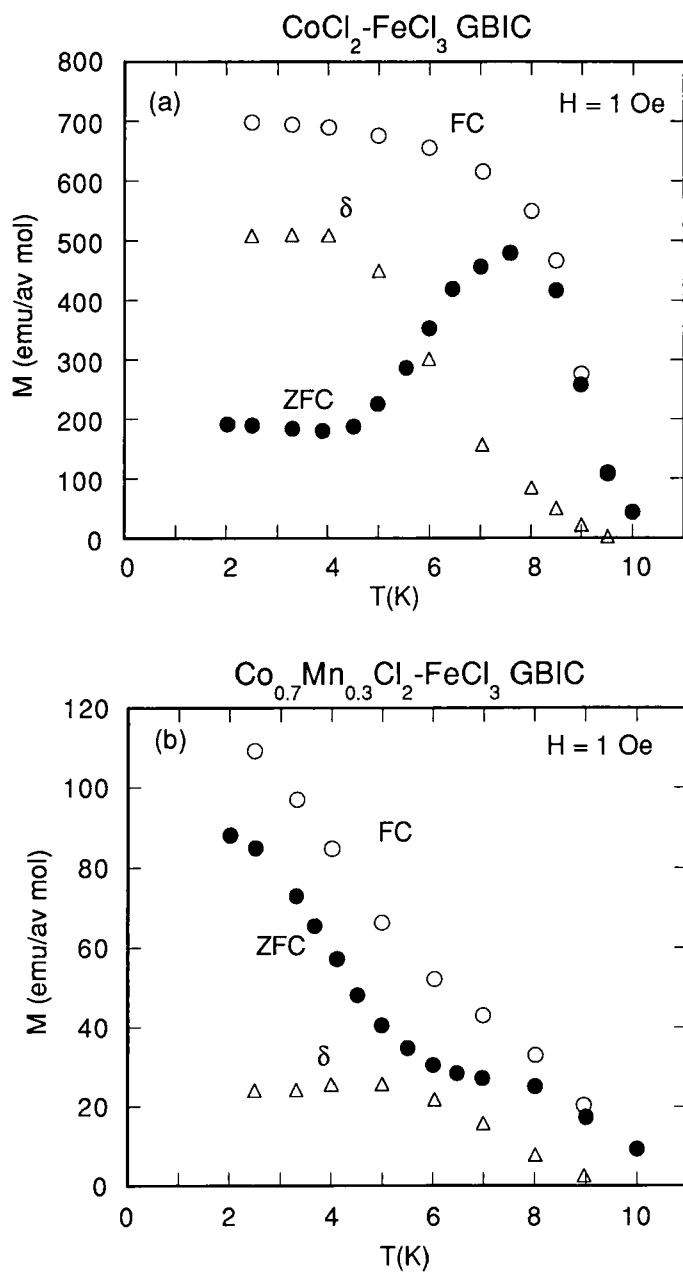 CoCl₂-FeCl₃ GBIC
800
(a)
H = 1 Oe
700
FC
600
δ
500
400
300
ZFC
200
100
0
M (emu/av mol)
0 2 4 6 8 10
T(K)
Co₀.₇Mn₀.₃Cl₂-FeCl₃ GBIC
120
(b)
H = 1 Oe
100
FC
80
60
ZFC
40
δ
20
0
M (emu/av mol)
0 2 4 6 8 10
T(K)